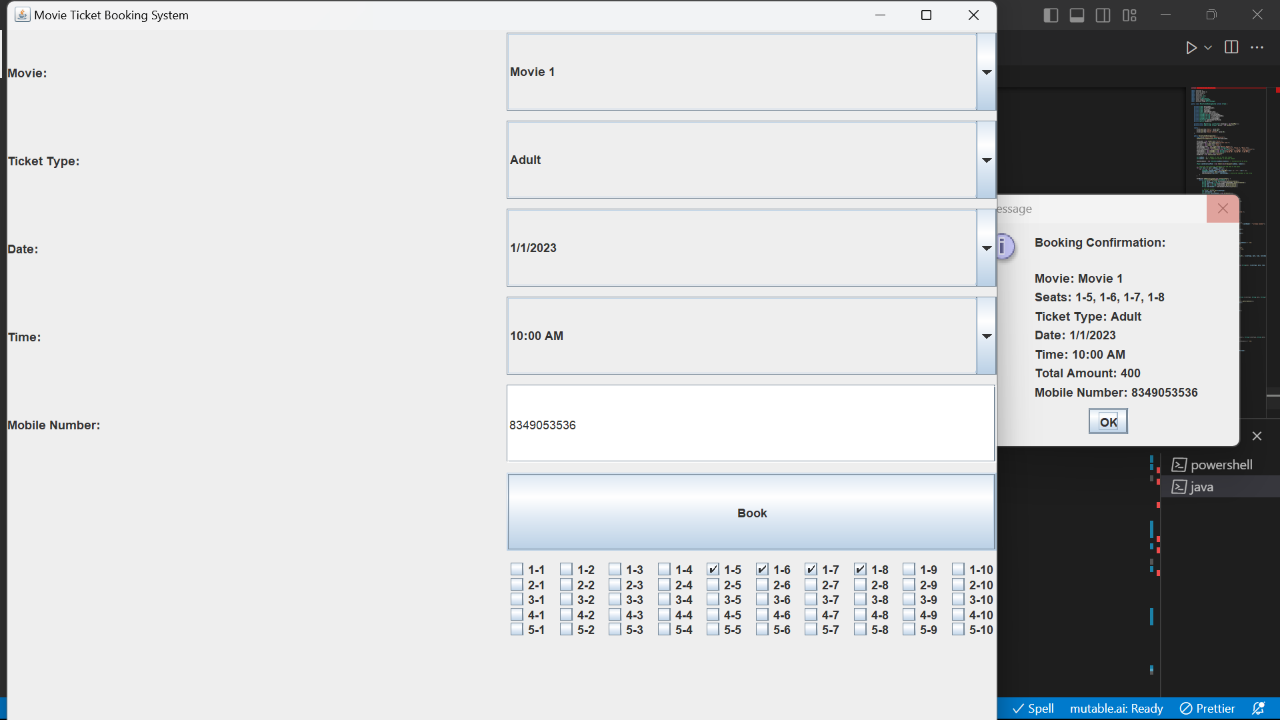 Movie Ticket Booking System
Movie:
Movie 1
Ticket Type:
Adult
Date:
1/1/2023
Time:
10:00 AM
Mobile Number:
8349053536
Book
1-1 1-2 1-3 1-4 1-5 1-6 1-7 1-8 1-9 1-10
2-1 2-2 2-3 2-4 2-5 2-6 2-7 2-8 2-9 2-10
3-1 3-2 3-3 3-4 3-5 3-6 3-7 3-8 3-9 3-10
4-1 4-2 4-3 4-4 4-5 4-6 4-7 4-8 4-9 4-10
5-1 5-2 5-3 5-4 5-5 5-6 5-7 5-8 5-9 5-10
essage
Booking Confirmation:
Movie: Movie 1
Seats: 1-5, 1-6, 1-7, 1-8
Ticket Type: Adult
Date: 1/1/2023
Time: 10:00 AM
Total Amount: 400
Mobile Number: 8349053536
OK
powershell
java
Spell mutable.ai: Ready Prettier